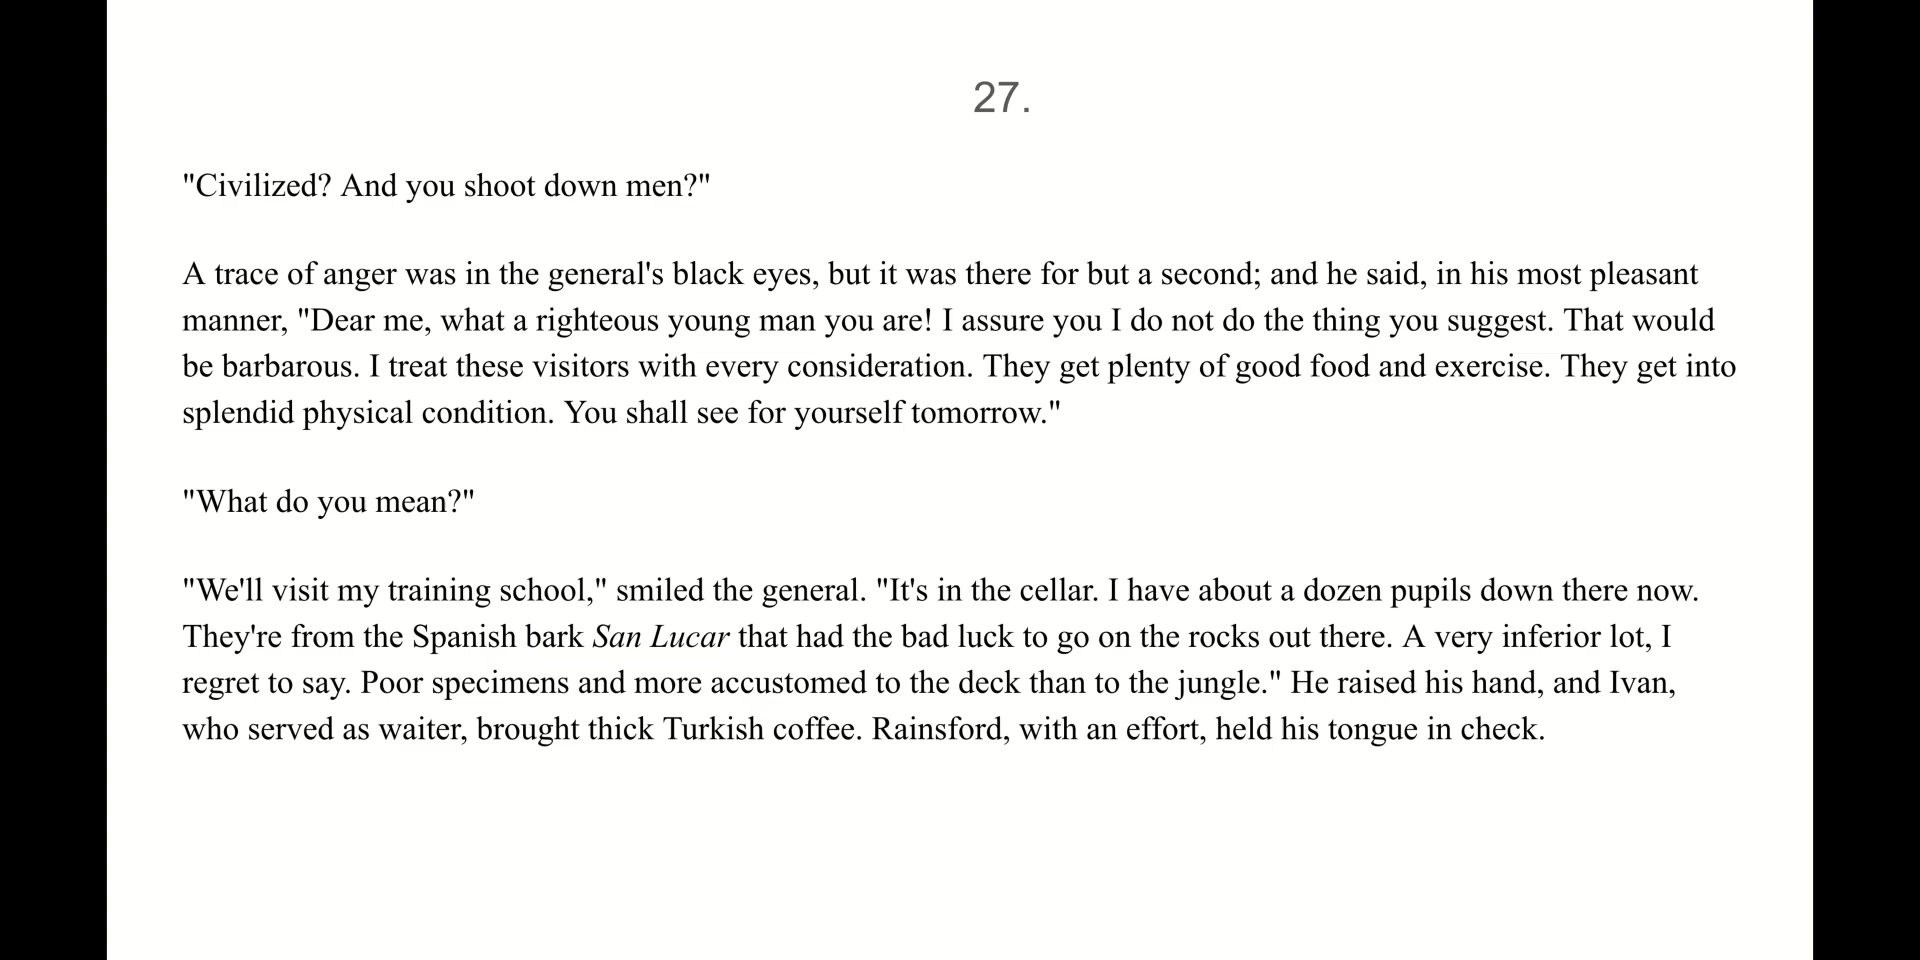 27.
"Civilized? And you shoot down men?"
A trace of anger was in the general's black eyes, but it was there for but a second; and he said, in his most pleasant
manner, "Dear me, what a righteous young man you are! I assure you I do not do the thing you suggest. That would
be barbarous. I treat these visitors with every consideration. They get plenty of good food and exercise. They get into
splendid physical condition. You shall see for yourself tomorrow."
"What do you mean?"
"We'll visit my training school," smiled the general. "It's in the cellar. I have about a dozen pupils down there now.
They're from the Spanish bark San Lucar that had the bad luck to go on the rocks out there. A very inferior lot, I
regret to say. Poor specimens and more accustomed to the deck than to the jungle." He raised his hand, and Ivan,
who served as waiter, brought thick Turkish coffee. Rainsford, with an effort, held his tongue in check.